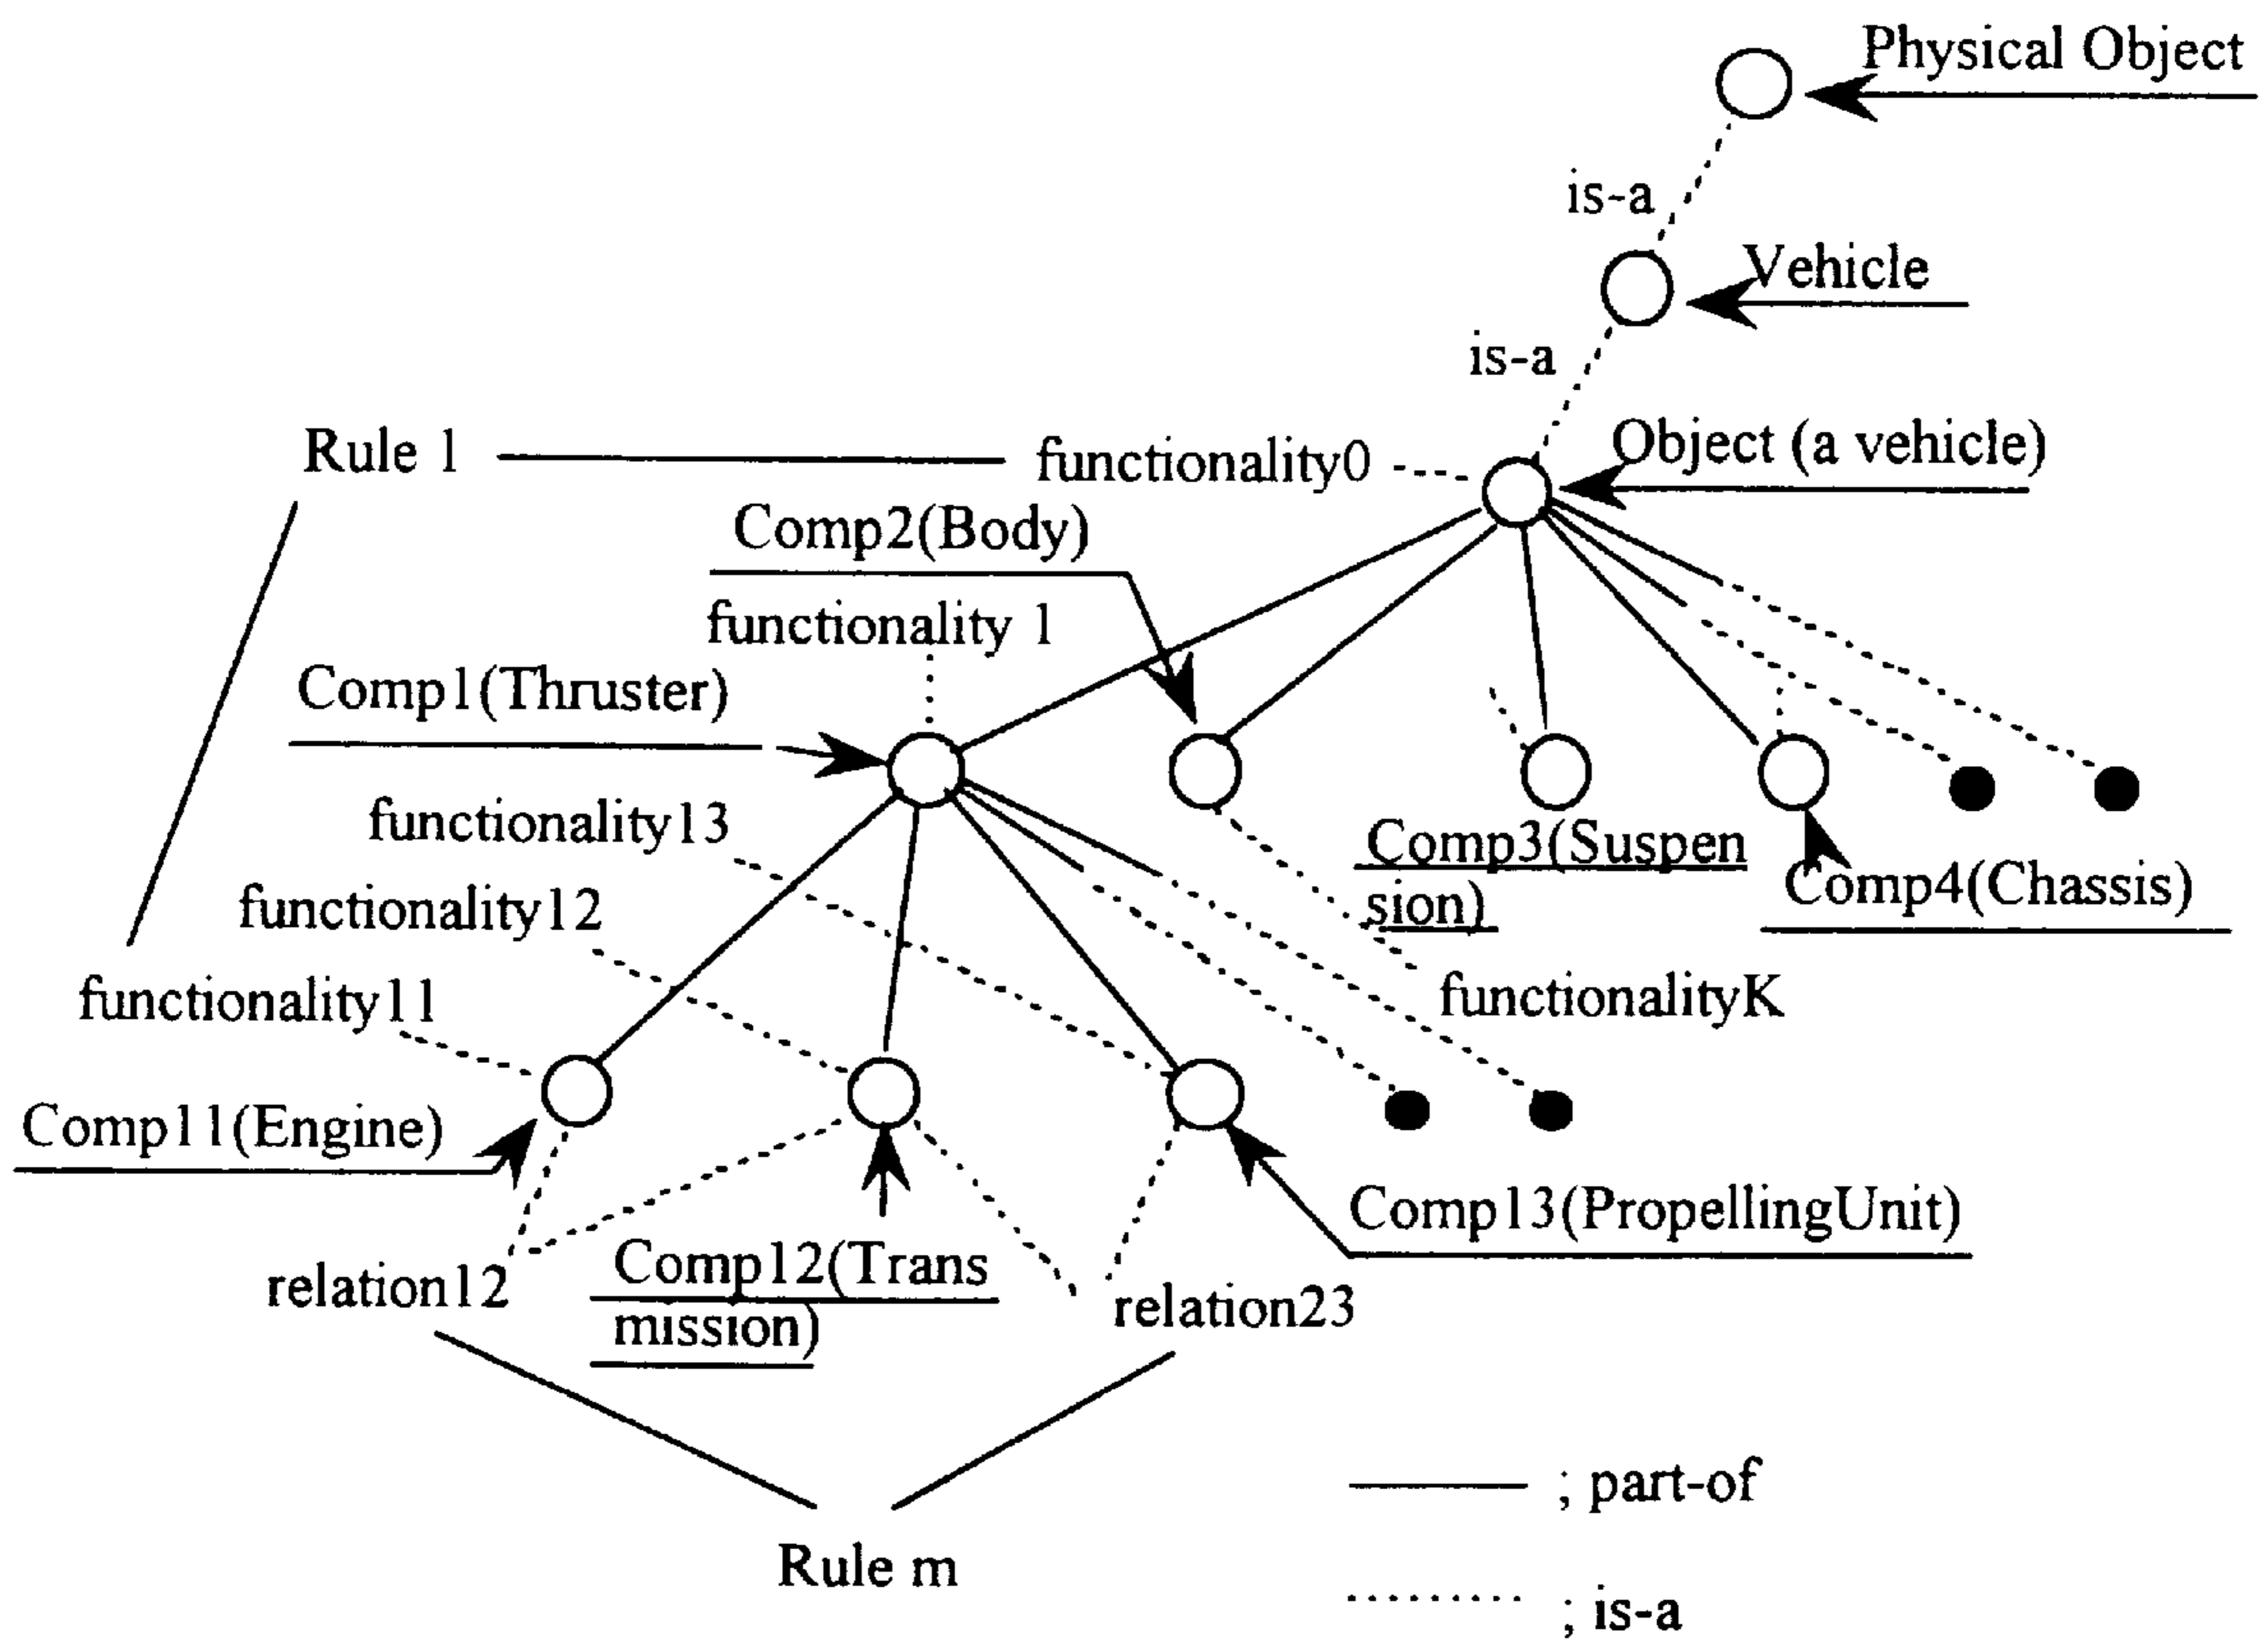 Physical Object
is-a
Vehicle
is-a
Object (a vehicle)
Rule 1
functionality0
Comp2(Body)
functionality 1
Comp1(Thruster)
functionality13
Comp3(Suspen
sion)
Comp4(Chassis)
functionality12
functionality11
functionalityK
Comp11(Engine)
Comp13(PropellingUnit)
relation12
Comp12(Trans
mission)
relation23
; part-of
Rule m
; is-a